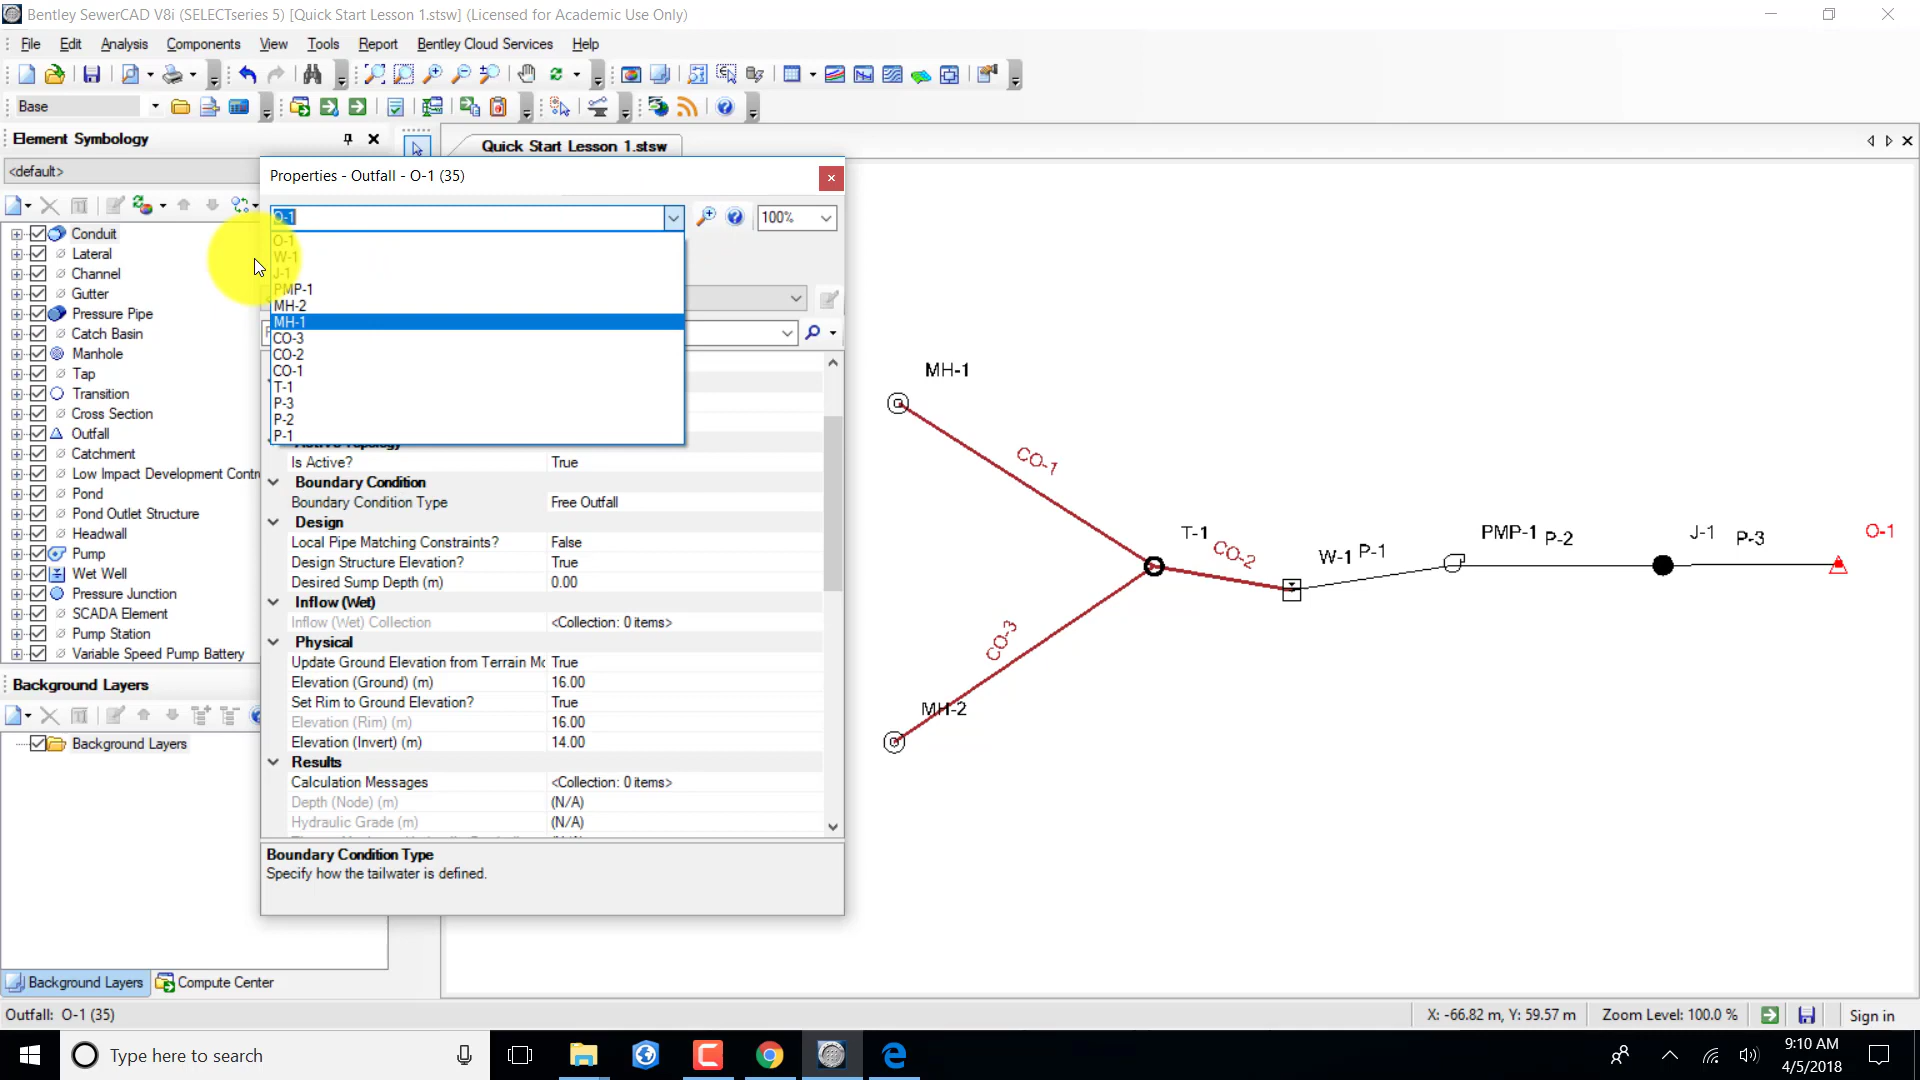 Bentley SewerCAD V8i (SELECTseries 5) [Quick Start Lesson 1.stsw] (Licensed for Academic Use Only)
File Edit Analysis Components View Tools Report Bentley Cloud Services Help
Base
Element Symbology
Quick Start Lesson 1.stsw
<default>
Conduit
Lateral
Channel
Gutter
Pressure Pipe
Catch Basin
Manhole
Tap
Transition
Cross Section
Outfall
Catchment
Low Impact Development Contr
Pond
Pond Outlet Structure
Headwall
Pump
Wet Well
Pressure Junction
SCADA Element
Pump Station
Variable Speed Pump Battery
Background Layers
Background Layers
Background Layers Compute Center
Properties - Outfall - O-1 (35)
O-1
100%
O-1
W-1
J-1
PMP-1
MH-2
MH-1
CO-3
CO-2
CO-1
T-1
P-3
P-2
P-1
Is Active? True
Boundary Condition
Boundary Condition Type Free Outfall
Design
Local Pipe Matching Constraints? False
Design Structure Elevation? True
Desired Sump Depth (m) 0.00
Inflow (Wet)
Inflow (Wet) Collection <Collection: 0 items>
Physical
Update Ground Elevation from Terrain Mo True
Elevation (Ground) (m) 16.00
Set Rim to Ground Elevation? True
Elevation (Rim) (m) 16.00
Elevation (Invert) (m) 14.00
Results
Calculation Messages <Collection: 0 items>
Depth (Node) (m) (N/A)
Hydraulic Grade (m) (N/A)
Boundary Condition Type
Specify how the tailwater is defined.
MH-1
CO-1
T-1
CO-2
W-1
P-1
PMP-1
P-2
J-1
P-3
O-1
CO-3
MH-2
Outfall: O-1 (35)
X: -66.82 m, Y: 59.57 m
Zoom Level: 100.0 %
Sign in
Type here to search
9:10 AM
4/5/2018